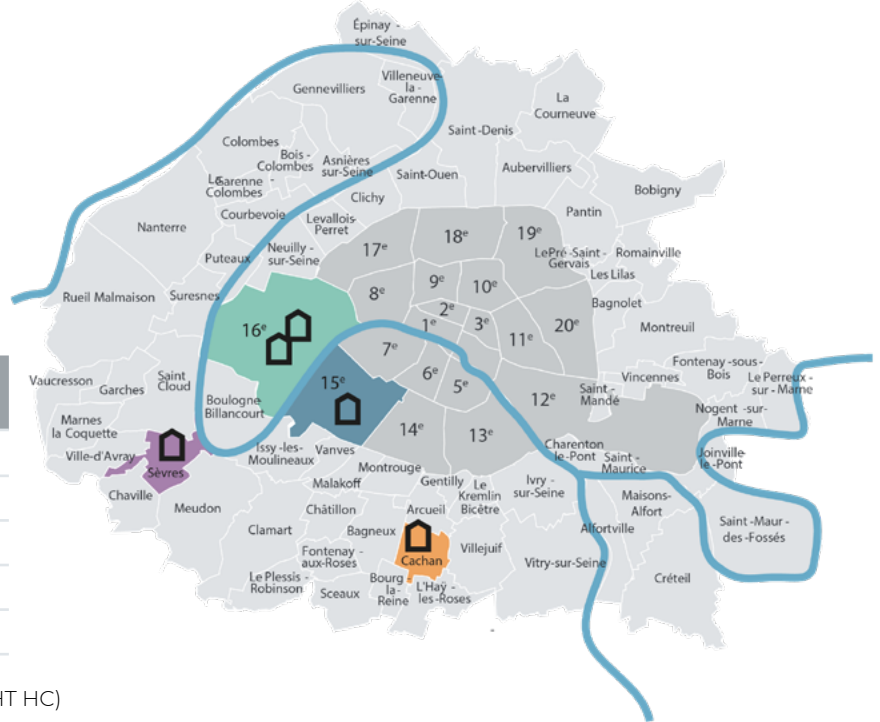 Épinay -
sur-Seine
Villeneuve-
la -
Garenne
Gennevilliers
La
Courneuve
Saint-Denis
Colombes
Bois -
Colombes
Asnières
sur-Seine
Aubervilliers
La
Garenne -
Colombes
Saint-Ouen
Bobigny
Clichy
Courbevoie
Levallois-
Perret
Pantin
Nanterre
17e
18e
19e
Neuilly -
sur-Seine
LePré -Saint -
Gervais
Romainville
Puteaux
Les Lilas
Rueil Malmaison
Suresnes
8e
9e
10e
Bagnolet
2e
16e
1e
3e
11e
20e
Montreuil
7e
Fontenay -sous-
Bois
Vaucresson
Garches
Saint
Cloud
15e
6e
5e
Vincennes
Le Perreux -
sur - Marne
Saint -
Mandé
12e
Boulogne
Billancourt
Nogent -sur-
Marne
Marnes
la Coquette
14e
13e
Ville-d'Avray
Issy -les-
Moulineaux
Vanves
Charenton
le-Pont
Saint -
Maurice
Joinville-
le -Pont
Sèvres
Montrouge
Chaville
Malakoff
Gentilly
Le
Kremlin
Bicètre
Ivry -
sur-Seine
Maisons-
Alfort
Meudon
Châtillon
Arcueil
Clamart
Bagneux
Alfortville
Saint -Maur -
des -Fossés
Villejuif
Fontenay -
aux-Roses
Cachan
Vitry-sur-Seine
Le Plessis -
Robinson
Sceaux
Bourg -
la-
Reine
L'Haÿ -
les-Roses
Créteil
HT HC)